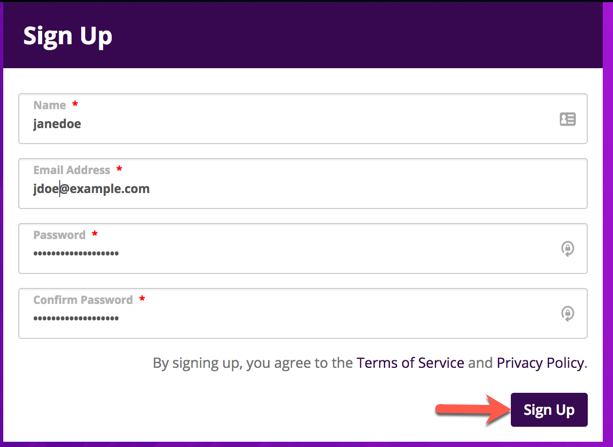 Sign Up
Name *
janedoe
Email Address *
jdoe@example.com
Password *
•••••••••••••••••••
Confirm Password *
•••••••••••••••••••
By signing up, you agree to the Terms of Service and Privacy Policy.
Sign Up